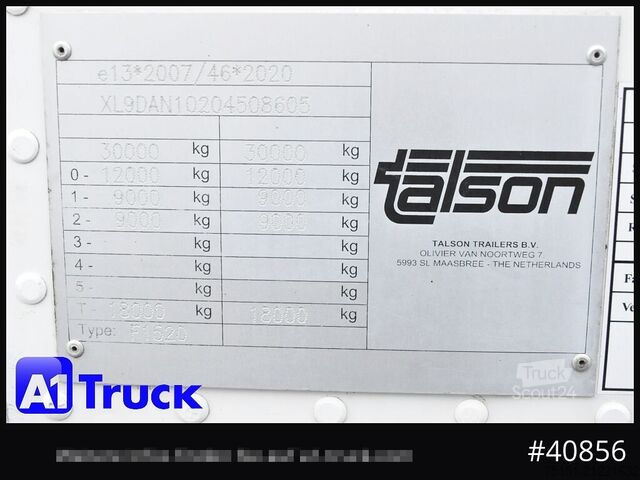 e13*2007/46*2020
XL9DAN10204508605
30000 kg 30000 kg
0- 12000 kg 12000 kg
1- 9000 kg 9000 kg
2- 9000 kg 9000 kg
3- kg kg
4- kg kg
5- kg kg
T- 18000 kg 18000 kg
Type: F1520
talson
TALSON TRAILERS B.V.
OLIVIER VAN NOORTWEG 7
5993 SL MAASBREE - THE NETHERLANDS
Truck
Scout24
A1 Truck
#40856